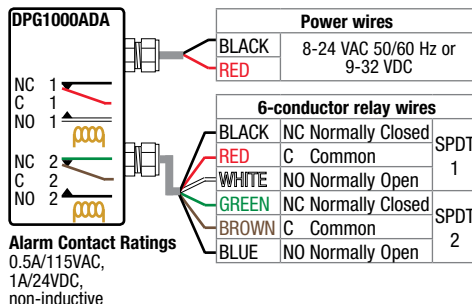 DPG1000ADA
NC 1
C 1
NO 1
NC 2
C 2
NO 2
Alarm Contact Ratings
0.5A/115VAC,
1A/24VDC,
non-inductive
Power wires
BLACK
RED
8-24 VAC 50/60 Hz or
9-32 VDC
6-conductor relay wires
BLACK NC Normally Closed
RED C Common
WHITE NO Normally Open
SPDT
1
GREEN NC Normally Closed
BROWN C Common
BLUE NO Normally Open
SPDT
2